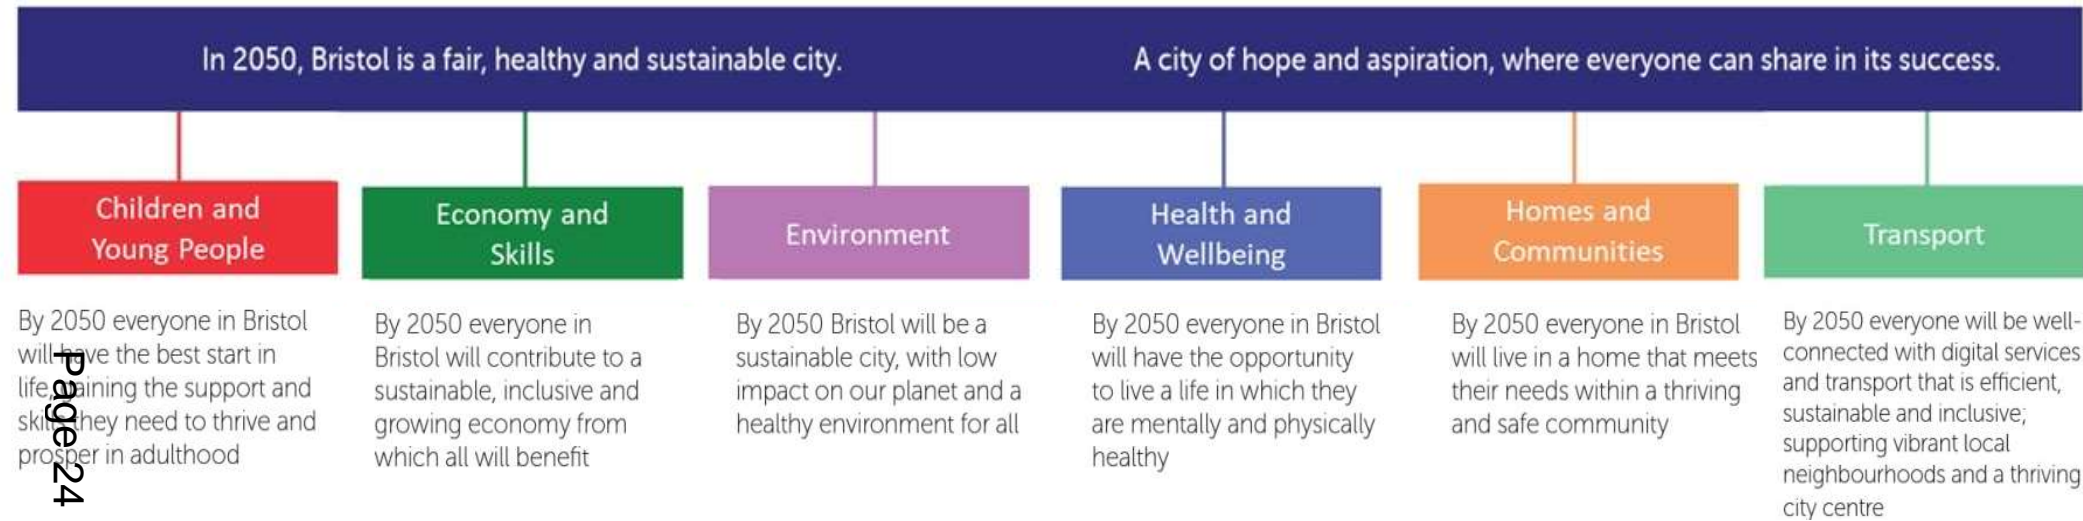 In 2050, Bristol is a fair, healthy and sustainable city.
A city of hope and aspiration, where everyone can share in its success.
Children and
Young People
By 2050 everyone in Bristol
will have the best start in
life, gaining the support and
skills they need to thrive and
prosper in adulthood
Economy and
Skills
By 2050 everyone in
Bristol will contribute to a
sustainable, inclusive and
growing economy from
which all will benefit
Environment
By 2050 Bristol will be a
sustainable city, with low
impact on our planet and a
healthy environment for all
Health and
Wellbeing
By 2050 everyone in Bristol
will have the opportunity
to live a life in which they
are mentally and physically
healthy
Homes and
Communities
By 2050 everyone in Bristol
will live in a home that meets
their needs within a thriving
and safe community
Transport
By 2050 everyone will be well-
connected with digital services
and transport that is efficient,
sustainable and inclusive;
supporting vibrant local
neighbourhoods and a thriving
city centre
Page 24